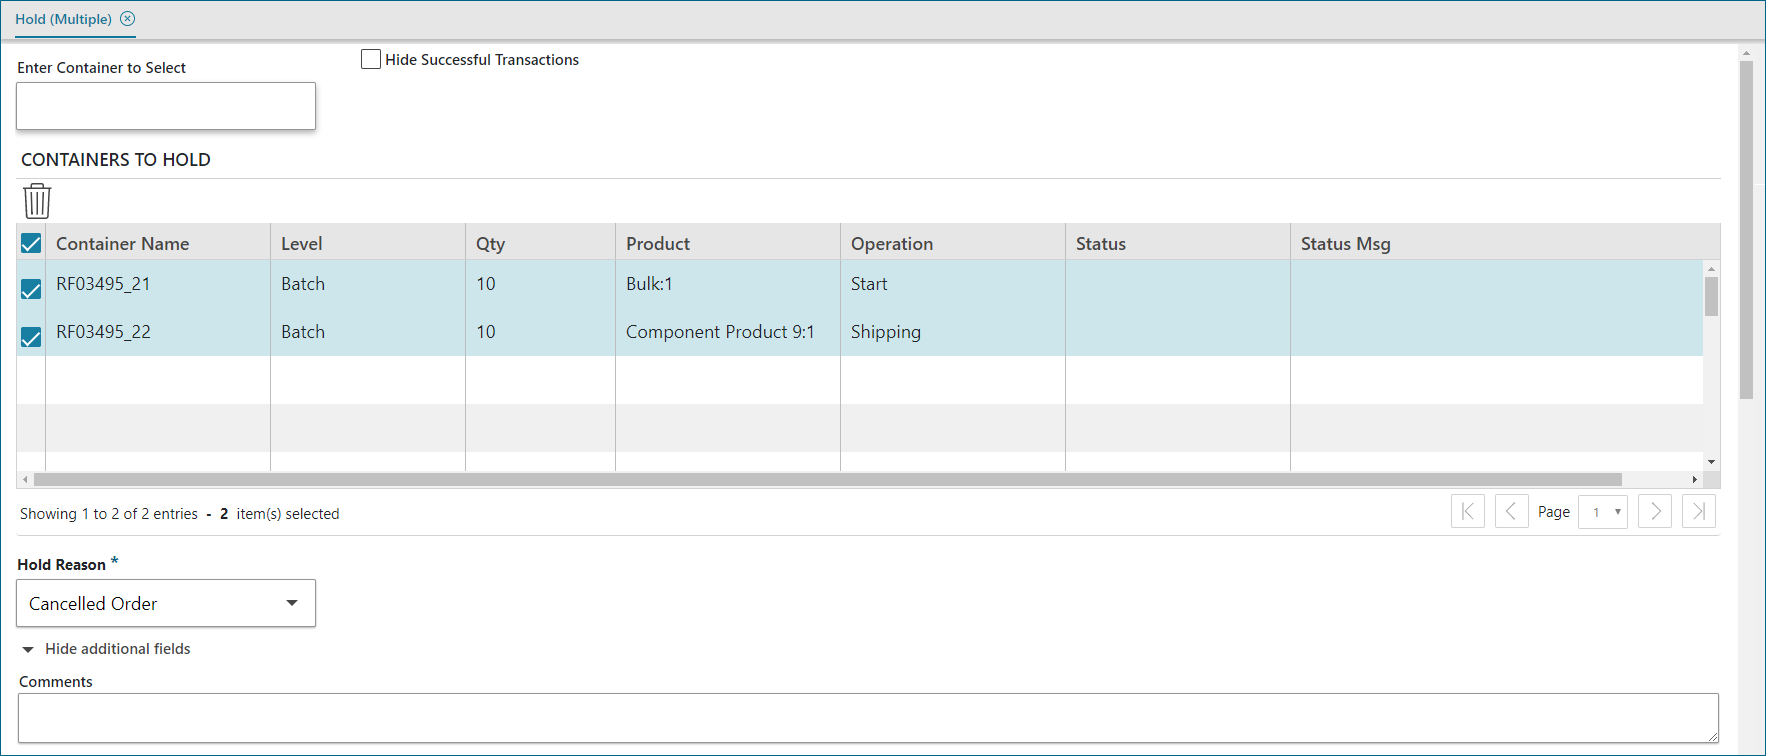 Hold (Multiple)
Enter Container to Select
Hide Successful Transactions
CONTAINERS TO HOLD
Container Name Level Qty Product Operation Status Status Msg
RF03495_21 Batch 10 Bulk:1 Start
RF03495_22 Batch 10 Component Product 9:1 Shipping
Showing 1 to 2 of 2 entries - 2 item(s) selected
Page 1
Hold Reason *
Cancelled Order
Hide additional fields
Comments